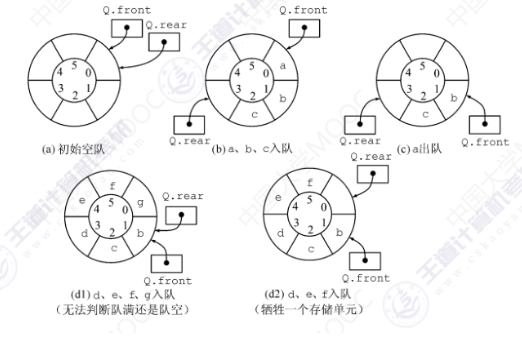 Q.front
Q.rear
5 0 1 2 3 4
(a) 初始空队
Q.front
a
b
c
5 0 1 2 3 4
Q.rear
(b) a、b、c入队
b
c
5 0 1 2 3 4
Q.rear
Q.front
(c) a出队
f
e
g
d
b
c
5 0 1 2 3 4
Q.rear
Q.front
(d1) d、e、f、g入队
(无法判断队满还是队空)
Q.rear
f
e
d
b
c
5 0 1 2 3 4
Q.front
(d2) d、e、f入队
(牺牲一个存储单元)